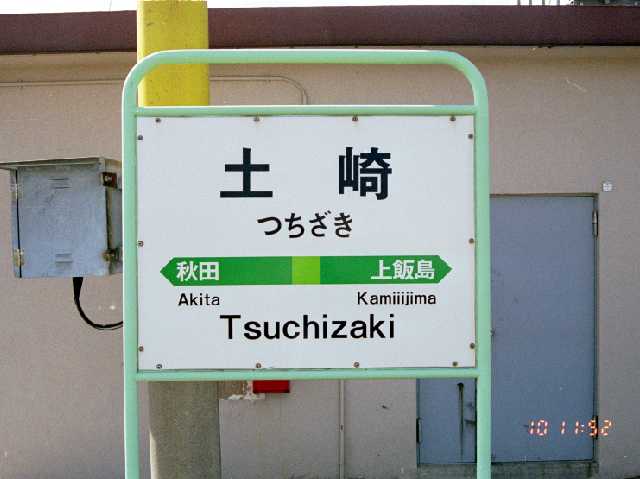 土崎
つちざき
秋田 上飯島
Akita Kamiiijima
Tsuchizaki
10 11:52